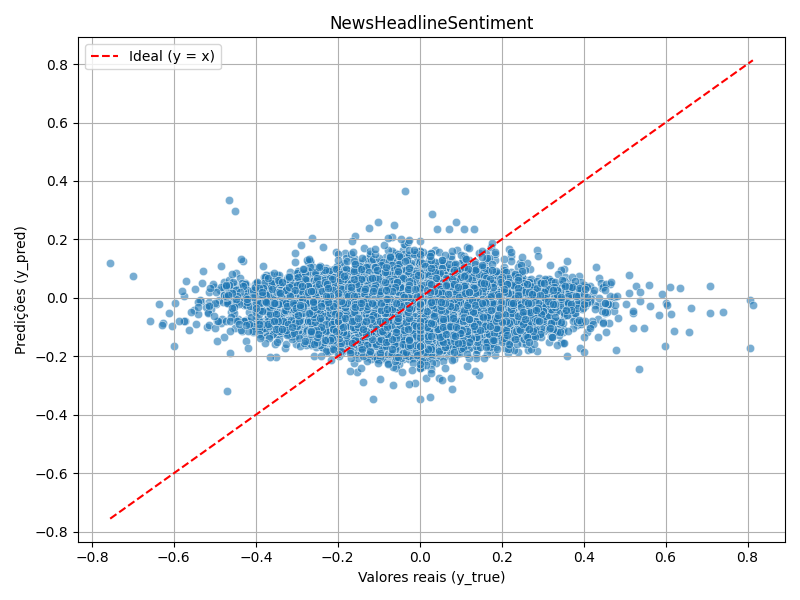 NewsHeadlineSentiment
Ideal (y = x)
Predições (y_pred)
0.8
0.6
0.4
0.2
0.0
−0.2
−0.4
−0.6
−0.8
−0.8 −0.6 −0.4 −0.2 0.0 0.2 0.4 0.6 0.8
Valores reais (y_true)